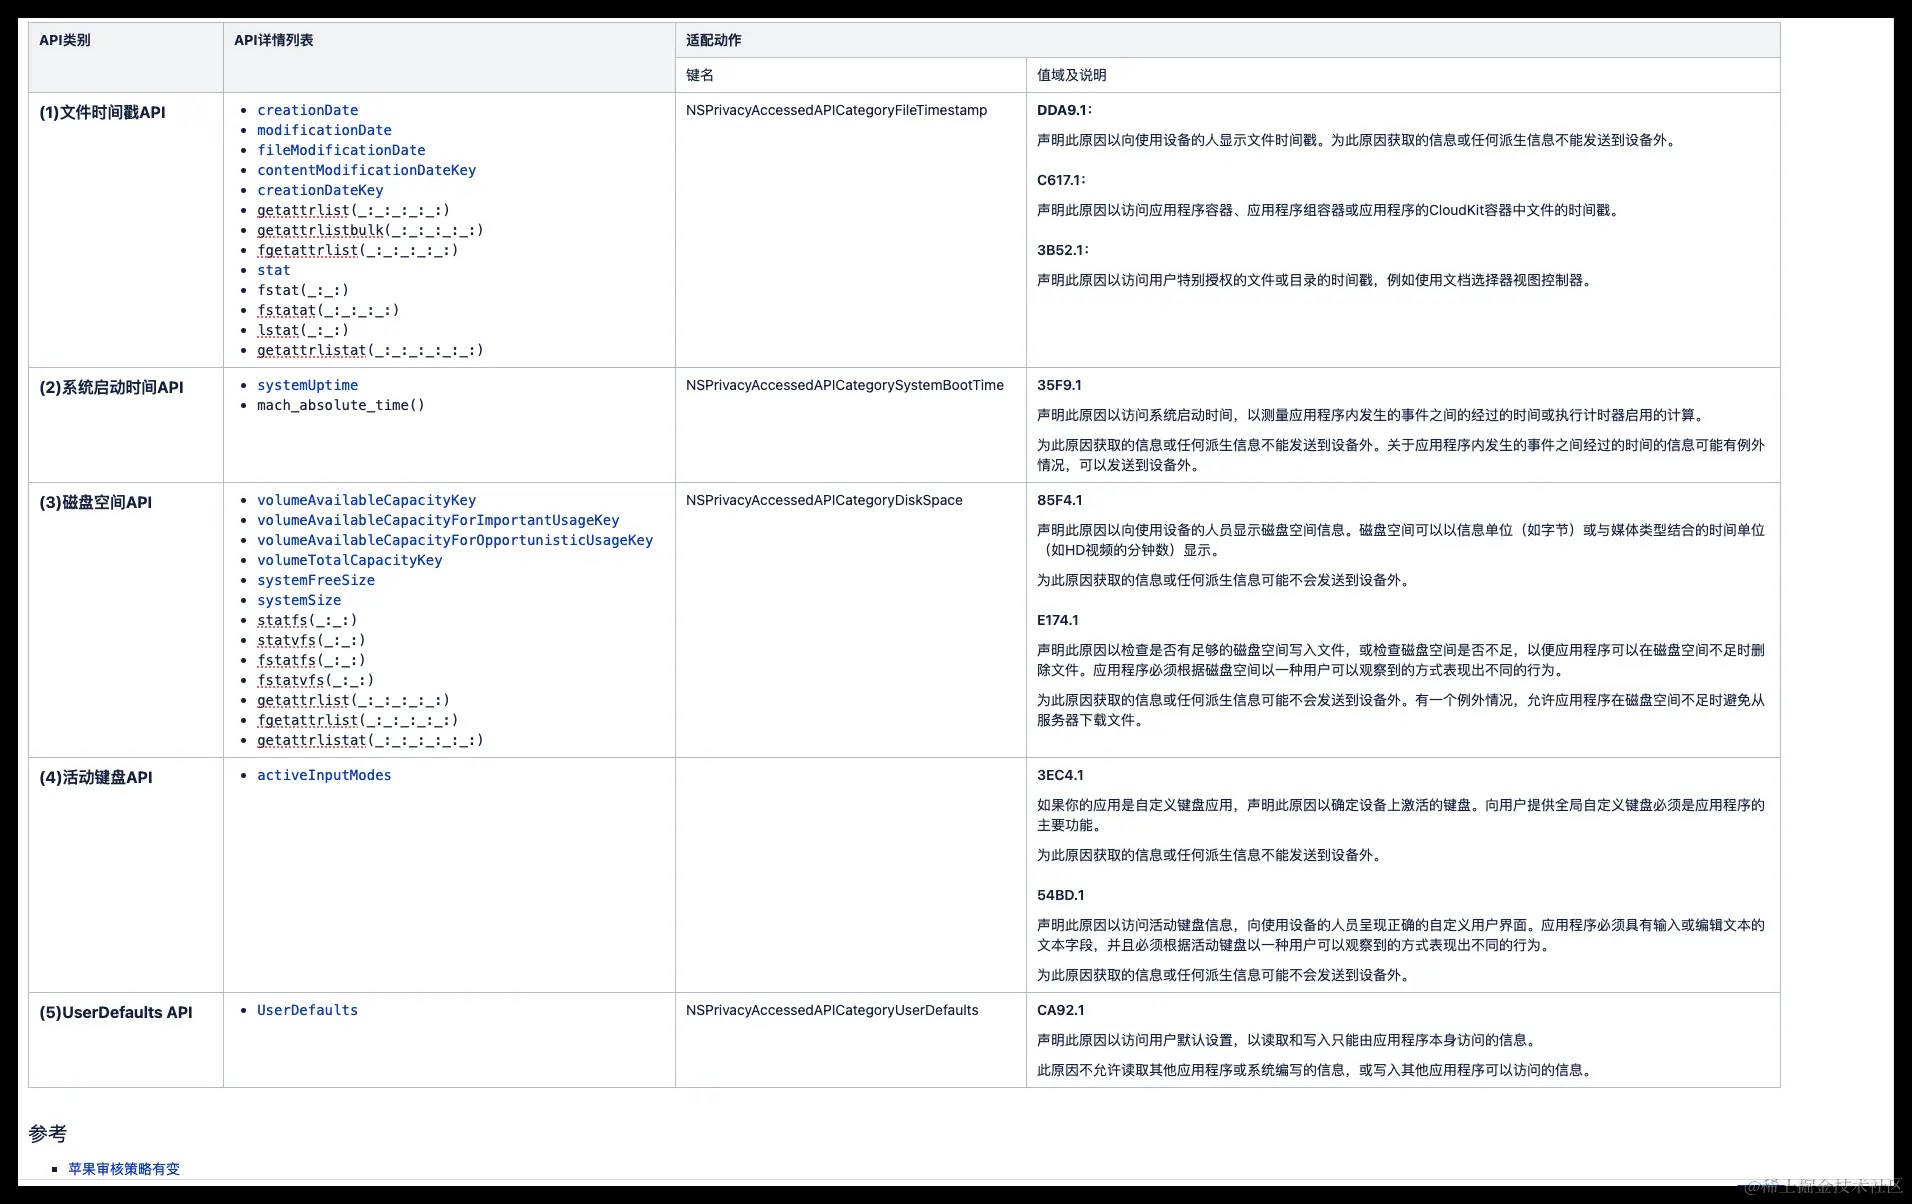 API类别
API详情列表
适配动作
键名
值域及说明
(1)文件时间戳API
creationDate
modificationDate
fileModificationDate
contentModificationDateKey
creationDateKey
getattrlist(_:_:_:_:_:)
getattrlistbulk(_:_:_:_:_:)
fgetattrlist(_:_:_:_:_:)
stat
fstat(_:_:)
fstatat(_:_:_:_:)
lstat(_:_:)
getattrlistat(_:_:_:_:_:_:)
NSPrivacyAccessedAPICategoryFileTimestamp
DDA9.1:
声明此原因以向使用设备的人显示文件时间戳。为此原因获取的信息或任何派生信息不能发送到设备外。
C617.1:
声明此原因以访问应用程序容器、应用程序组容器或应用程序的CloudKit容器中文件的时间戳。
3B52.1:
声明此原因以访问用户特别授权的文件或目录的时间戳，例如使用文档选择器视图控制器。
(2)系统启动时间API
systemUptime
mach_absolute_time()
NSPrivacyAccessedAPICategorySystemBootTime
35F9.1
声明此原因以访问系统启动时间，以测量应用程序内发生的事件之间的经过的时间或执行计时器启用的计算。
为此原因获取的信息或任何派生信息不能发送到设备外。关于应用程序内发生的事件之间经过的时间的信息可能有例外
情况，可以发送到设备外。
(3)磁盘空间API
volumeAvailableCapacityKey
volumeAvailableCapacityForImportantUsageKey
volumeAvailableCapacityForOpportunisticUsageKey
volumeTotalCapacityKey
systemFreeSize
systemSize
statfs(_:_:)
statvfs(_:_:)
fstatfs(_:_:)
fstatvfs(_:_:)
getattrlist(_:_:_:_:_:)
fgetattrlist(_:_:_:_:_:)
getattrlistat(_:_:_:_:_:_:)
NSPrivacyAccessedAPICategoryDiskSpace
85F4.1
声明此原因以向使用设备的人员显示磁盘空间信息。磁盘空间可以以信息单位（如字节）或与媒体类型结合的时间单位
（如HD视频的分钟数）显示。
为此原因获取的信息或任何派生信息可能不会发送到设备外。
E174.1
声明此原因以检查是否有足够的磁盘空间写入文件，或检查磁盘空间是否不足，以便应用程序可以在磁盘空间不足时删
除文件。应用程序必须根据磁盘空间以一种用户可以观察到的方式表现出不同的行为。
为此原因获取的信息或任何派生信息可能不会发送到设备外。有一个例外情况，允许应用程序在磁盘空间不足时避免从
服务器下载文件。
(4)活动键盘API
activeInputModes
3EC4.1
如果你的应用是自定义键盘应用，声明此原因以确定设备上激活的键盘。向用户提供全局自定义键盘必须是应用程序的
主要功能。
为此原因获取的信息或任何派生信息不能发送到设备外。
54BD.1
声明此原因以访问活动键盘信息，向使用设备的人员呈现正确的自定义用户界面。应用程序必须具有输入或编辑文本的
文本字段，并且必须根据活动键盘以一种用户可以观察到的方式表现出不同的行为。
为此原因获取的信息或任何派生信息可能不会发送到设备外。
(5)UserDefaults API
UserDefaults
NSPrivacyAccessedAPICategoryUserDefaults
CA92.1
声明此原因以访问用户默认设置，以读取和写入只能由应用程序本身访问的信息。
此原因不允许读取其他应用程序或系统编写的信息，或写入其他应用程序可以访问的信息。
参考
苹果审核策略有变
@稀土掘金技术社区